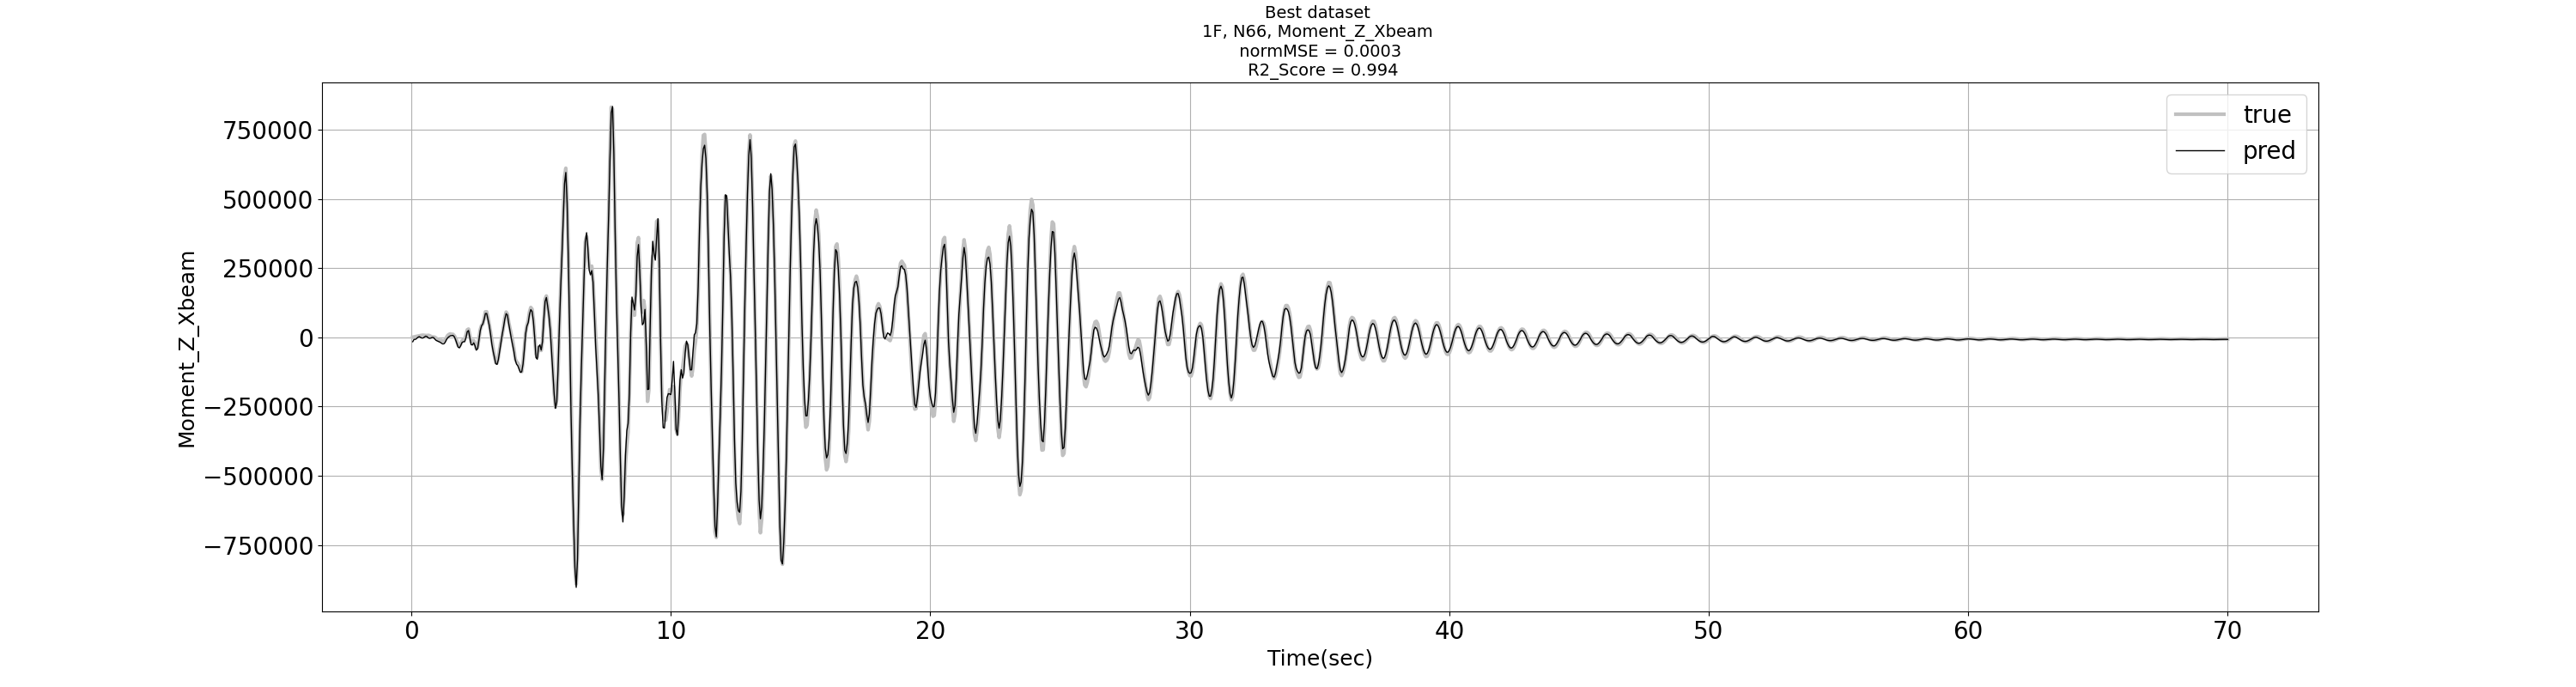 Best dataset
1F, N66, Moment_Z_Xbeam
normMSE = 0.0003
R2_Score = 0.994
true
pred
Moment_Z_Xbeam
750000
500000
250000
0
−250000
−500000
−750000
0 10 20 30 40 50 60 70
Time(sec)